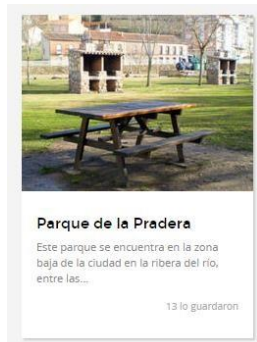 Parque de la Pradera
Este parque se encuentra en la zona
baja de la ciudad en la ribera del río,
entre las...
13 lo guardaron